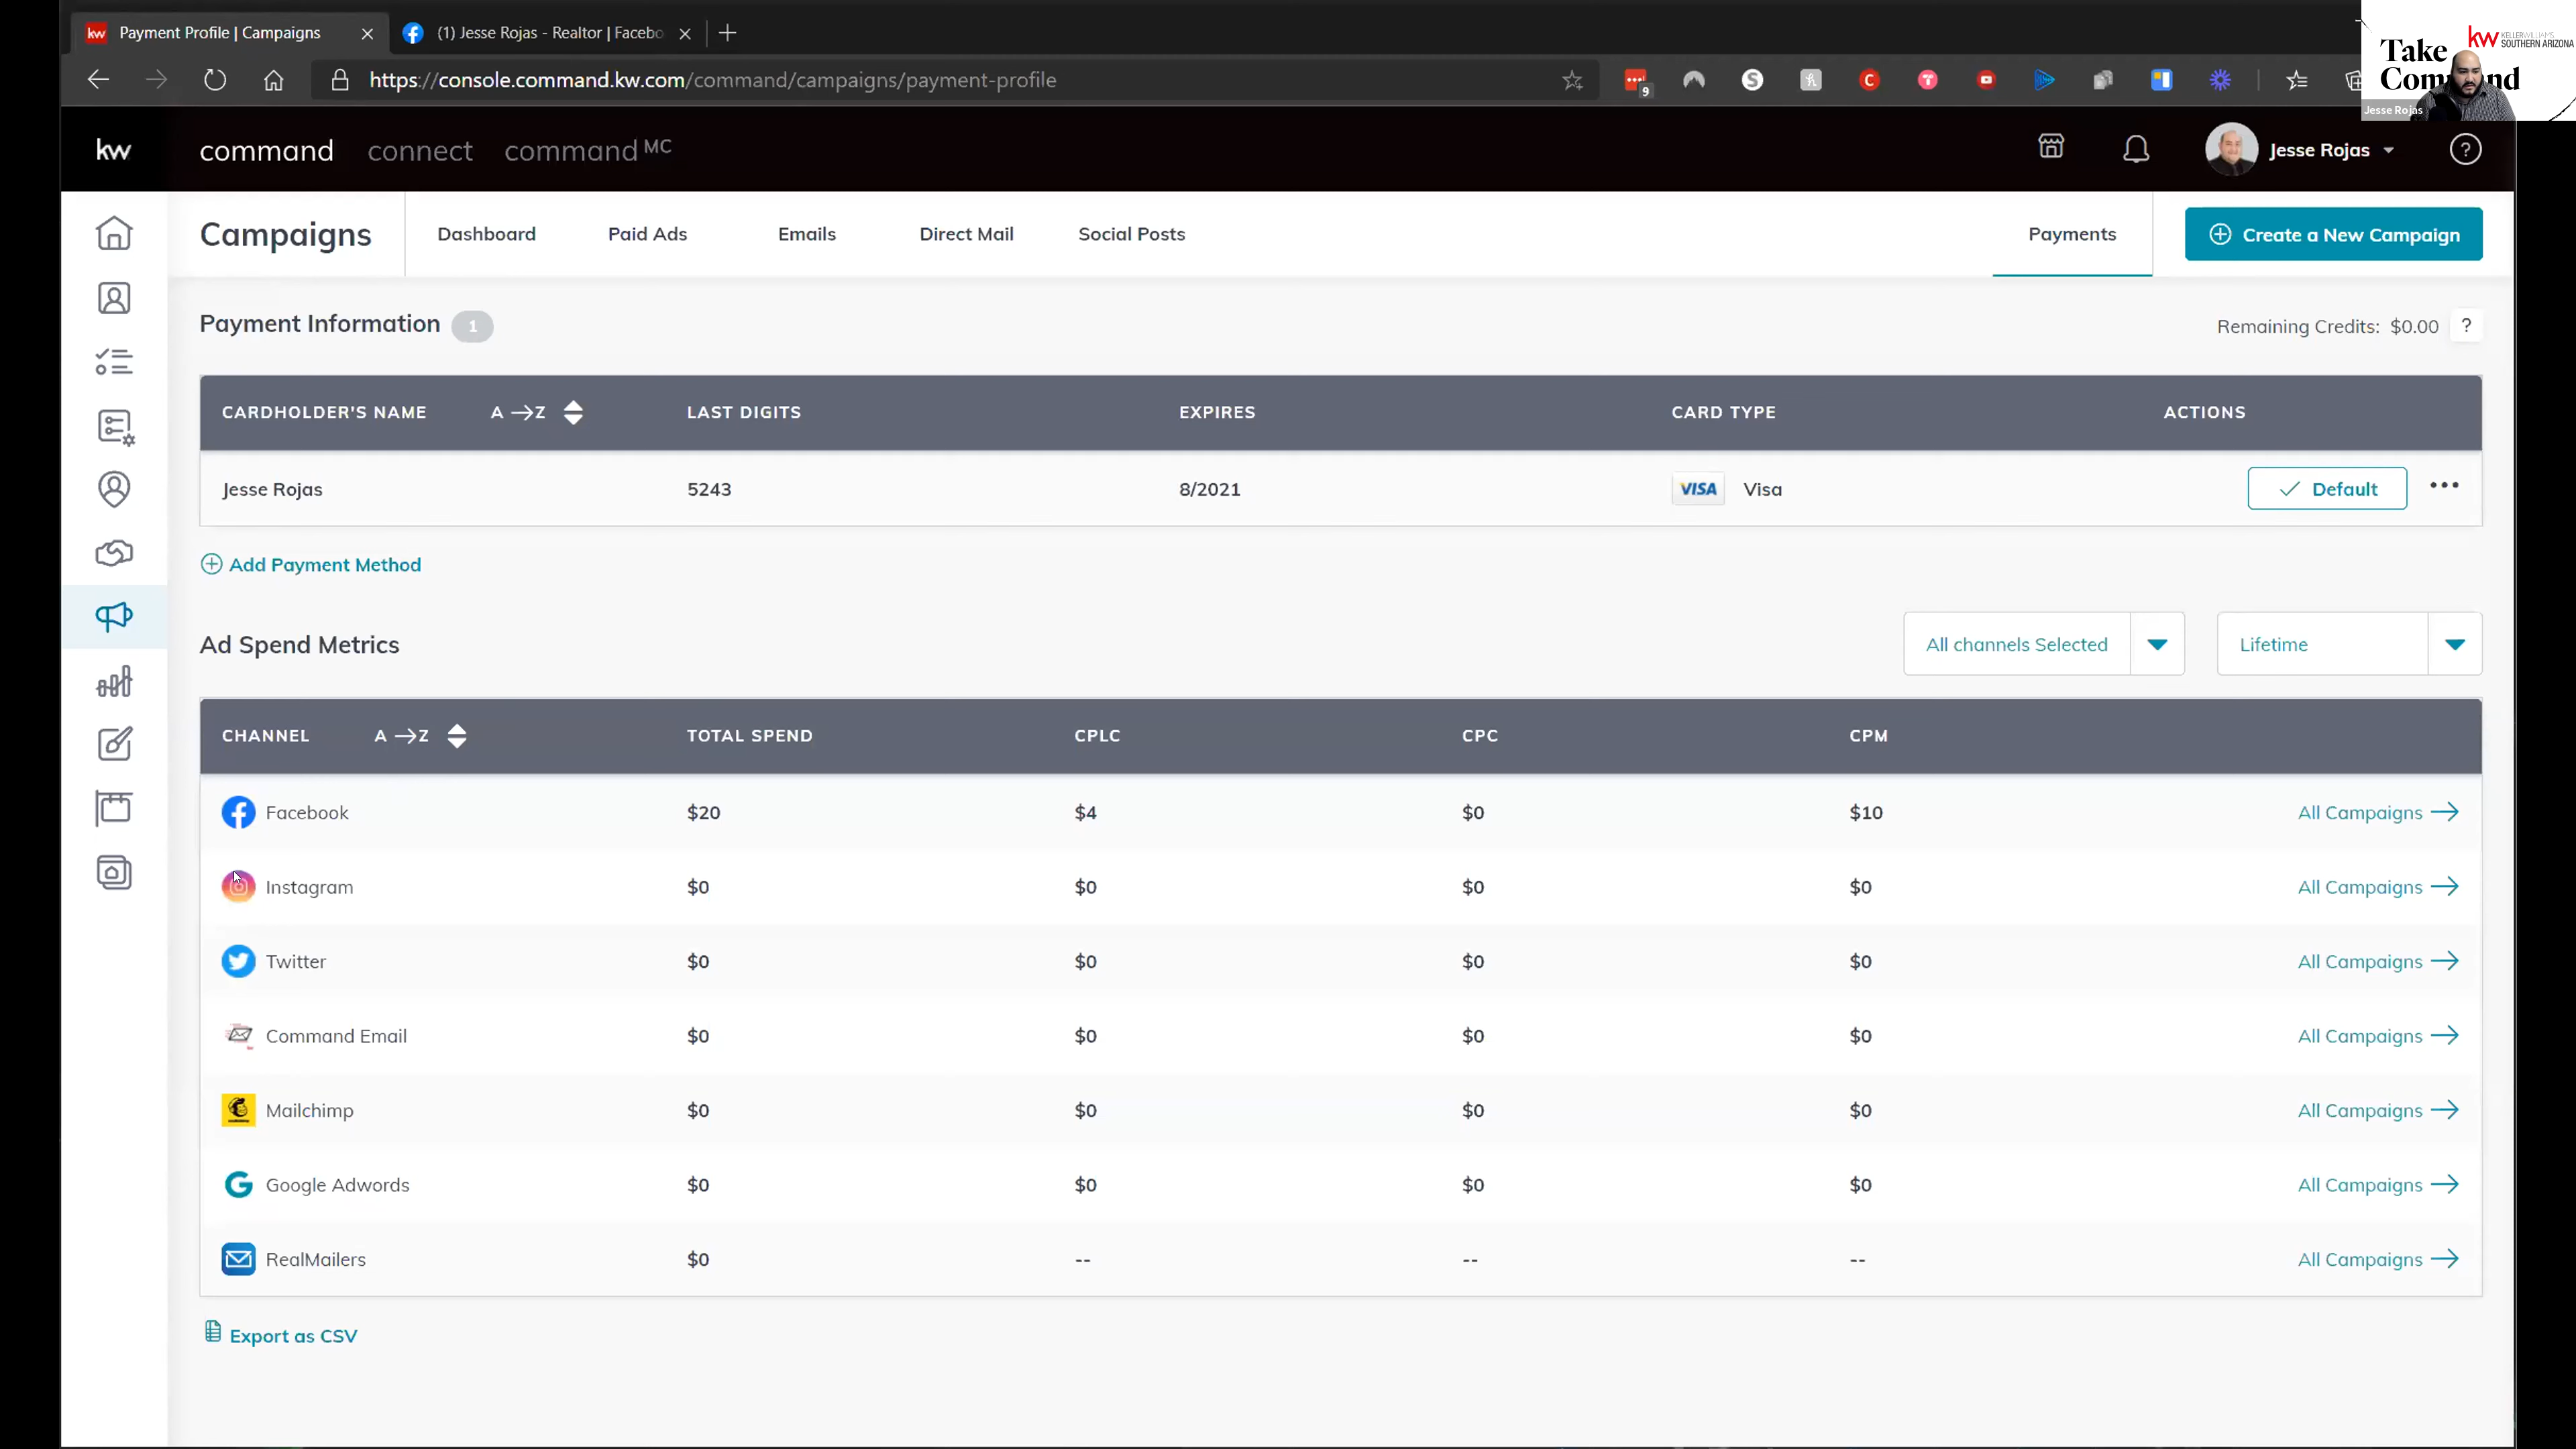 Payment Profile | Campaigns
(1) Jesse Rojas - Realtor | Facebo
https://console.command.kw.com/command/campaigns/payment-profile
9
Take
Command
kw KELLERWILLIAMS
SOUTHERN ARIZONA
Jesse Rojas
kw command connect command MC
Jesse Rojas
?
Campaigns Dashboard Paid Ads Emails Direct Mail Social Posts Payments Create a New Campaign
Payment Information 1 Remaining Credits: $0.00 ?
CARDHOLDER'S NAME A→Z LAST DIGITS EXPIRES CARD TYPE ACTIONS
Jesse Rojas 5243 8/2021 VISA Visa Default
Add Payment Method
Ad Spend Metrics All channels Selected Lifetime
CHANNEL A→Z TOTAL SPEND CPLC CPC CPM
Facebook $20 $4 $0 $10 All Campaigns
Instagram $0 $0 $0 $0 All Campaigns
Twitter $0 $0 $0 $0 All Campaigns
Command Email $0 $0 $0 $0 All Campaigns
Mailchimp $0 $0 $0 $0 All Campaigns
Google Adwords $0 $0 $0 $0 All Campaigns
RealMailers $0 -- -- -- All Campaigns
Export as CSV